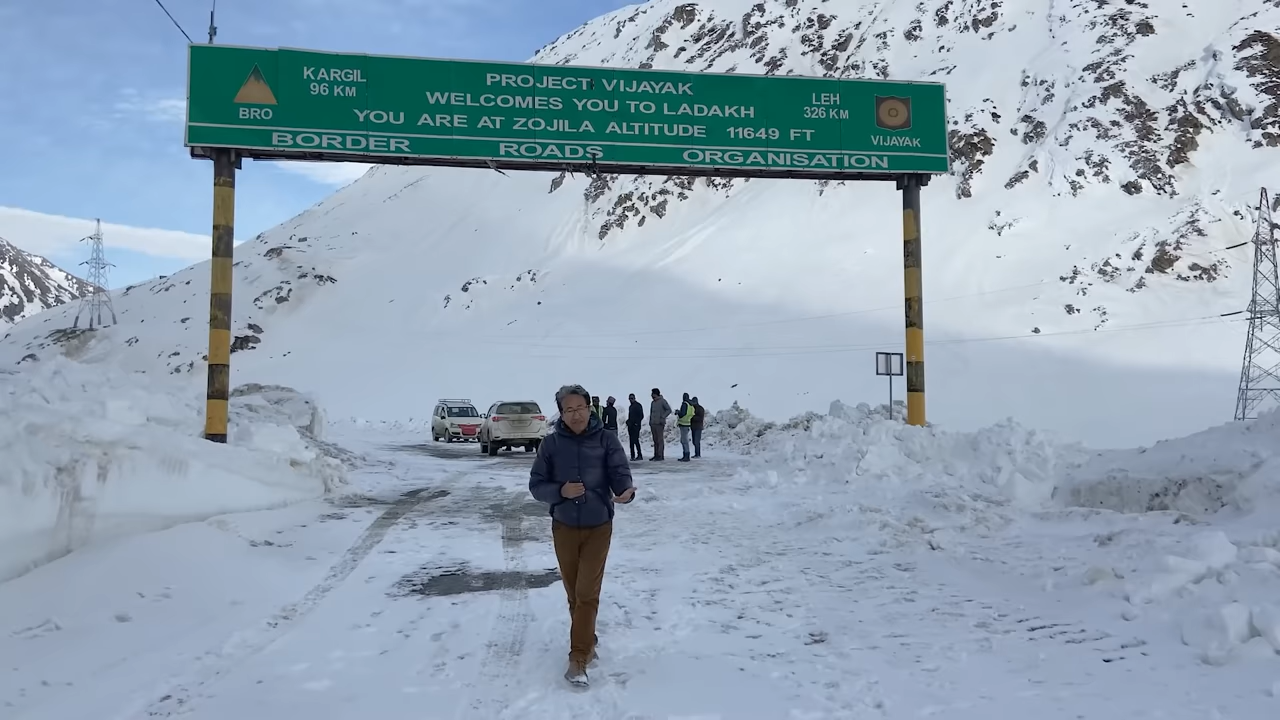 PROJECT VIJAYAK
KARGIL
96 KM
WELCOMES YOU TO LADAKH
LEH
326 KM
BRO
YOU ARE AT ZOJILA ALTITUDE 11649 FT
VIJAYAK
BORDER ROADS ORGANISATION